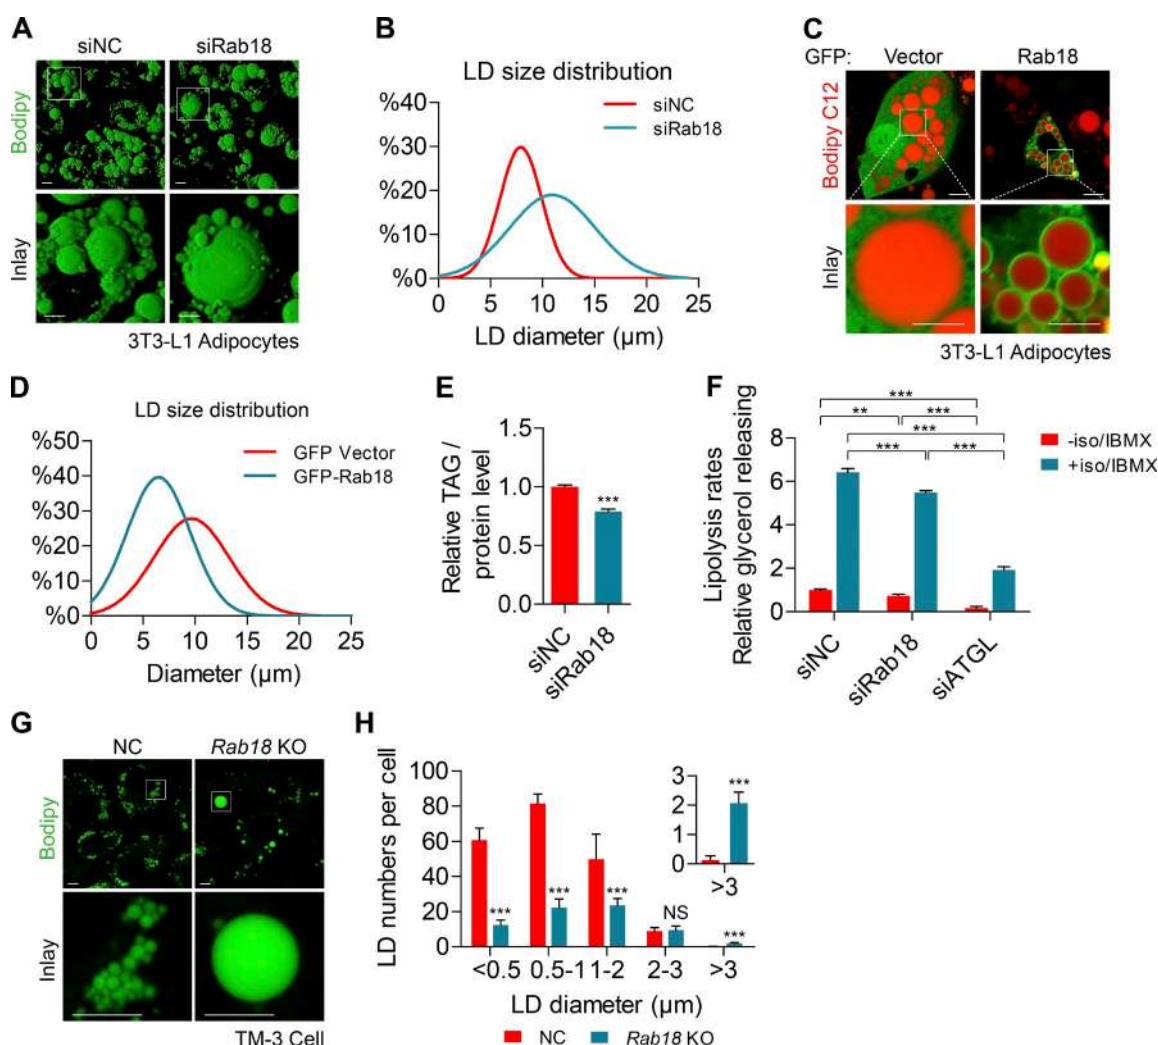 A
siNC siRab18
Bodipy
Inlay
3T3-L1 Adipocytes
B
LD size distribution
siNC
siRab18
%40
%30
%20
%10
%0
0 5 10 15 20 25
LD diameter (μm)
C
GFP: Vector Rab18
Bodipy C12
Inlay
3T3-L1 Adipocytes
D
LD size distribution
GFP Vector
GFP-Rab18
%50
%40
%30
%20
%10
%0
0 5 10 15 20 25
Diameter (μm)
E
Relative TAG /
protein level
1.5
1.0
0.5
0.0
***
siNC
siRab18
F
Lipolysis rates
Relative glycerol releasing
***
** ***
***
*** ***
-iso/IBMX
+iso/IBMX
8
6
4
2
0
siNC
siRab18
siATGL
G
NC Rab18 KO
Bodipy
Inlay
TM-3 Cell
H
LD numbers per cell
100
80
60
40
20
0
*** *** *** NS ***
3
2
1
0
***
>3
<0.5 0.5-1 1-2 2-3 >3
LD diameter (μm)
NC Rab18 KO